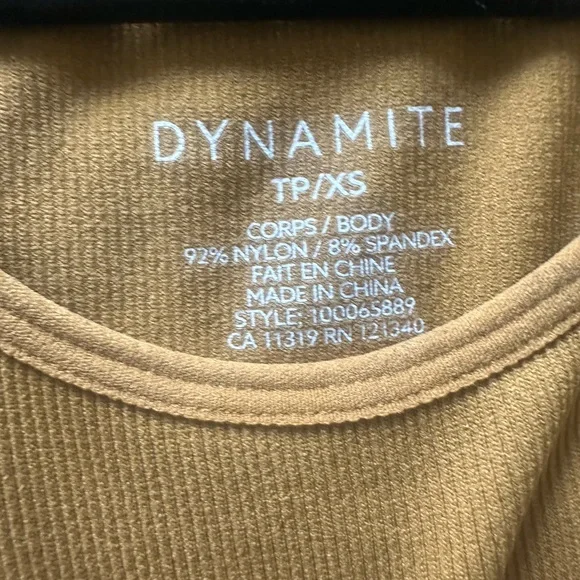 DYNAMITE
TP/XS
CORPS / BODY
92% NYLON / 8% SPANDEX
FAIT EN CHINE
MADE IN CHINA
STYLE: 100065889
CA 11319 RN 121340